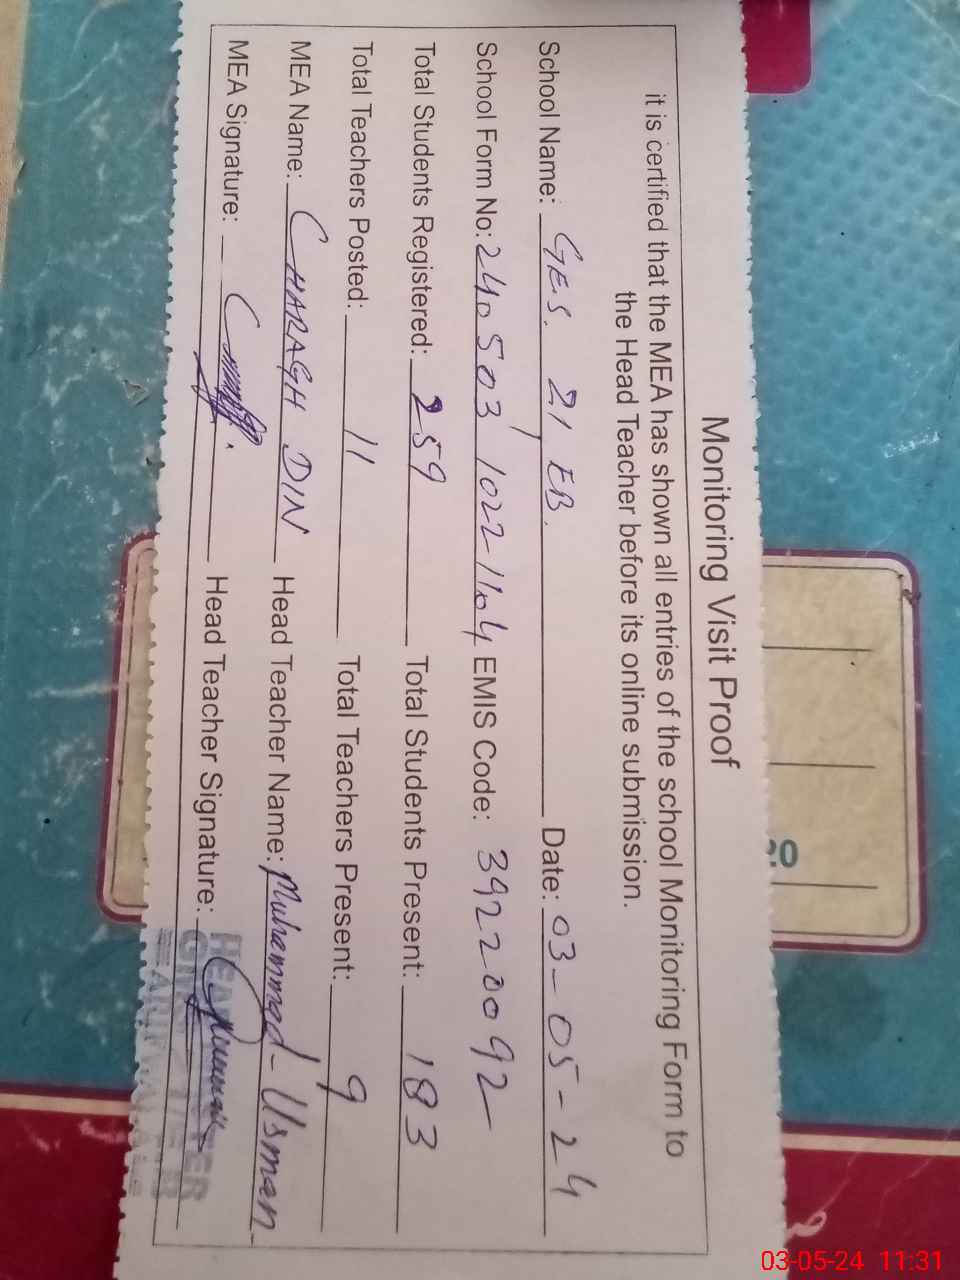 Monitoring Visit Proof
it is certified that the MEA has shown all entries of the school Monitoring Form to
the Head Teacher before its online submission.
School Name: GES. 21 EB. Date: 03-05-24
School Form No: 240503 1022 1104 EMIS Code: 39220092
Total Students Registered: 259 Total Students Present: 183
Total Teachers Posted: 11 Total Teachers Present: 9
MEA Name: CHARAGH DIN Head Teacher Name: Muhammad Usman
MEA Signature: Head Teacher Signature:
03-05-24 11:31